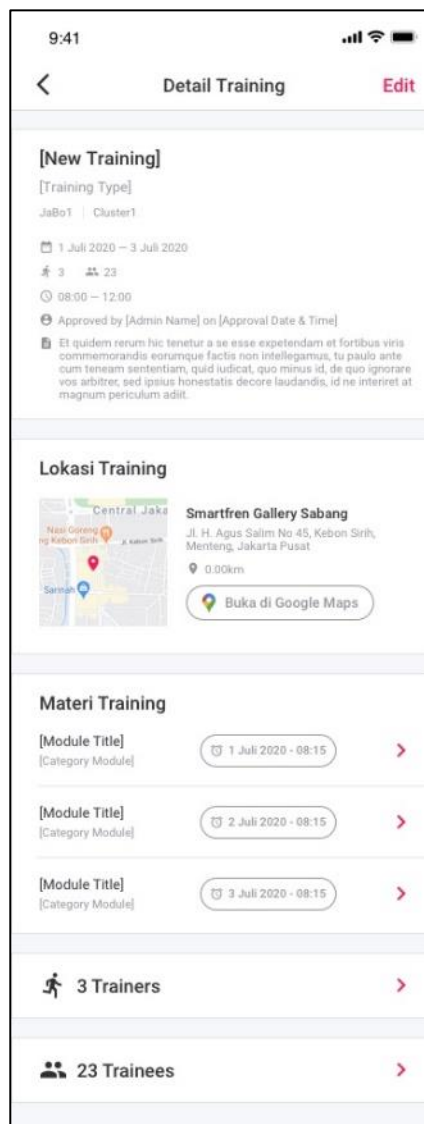 9:41
Detail Training
Edit
[New Training]
[Training Type]
JaBo1 | Cluster1
1 Juli 2020 — 3 Juli 2020
3 23
08:00 — 12:00
Approved by [Admin Name] on [Approval Date & Time]
Et quidem rerum hic tenetur a se esse expetendam et fortibus viris
commemorandis eorumque factis non intellegamus, tu paulo ante
cum teneam sententiam, quid iudicat, quo minus id, de quo ignorare
vos arbitrer, sed ipsius honestatis decore laudandis, id ne interiret at
magnum periculum adiit.
Lokasi Training
Central Jaka
Nasi Goreng
ng Kebon Sirih
Jl. Kebon Sirih
Sarinah
Smartfren Gallery Sabang
Jl. H. Agus Salim No 45, Kebon Sirih,
Menteng, Jakarta Pusat
0.00km
Buka di Google Maps
Materi Training
[Module Title]
[Category Module]
1 Juli 2020 - 08:15
[Module Title]
[Category Module]
2 Juli 2020 - 08:15
[Module Title]
[Category Module]
3 Juli 2020 - 08:15
3 Trainers
23 Trainees